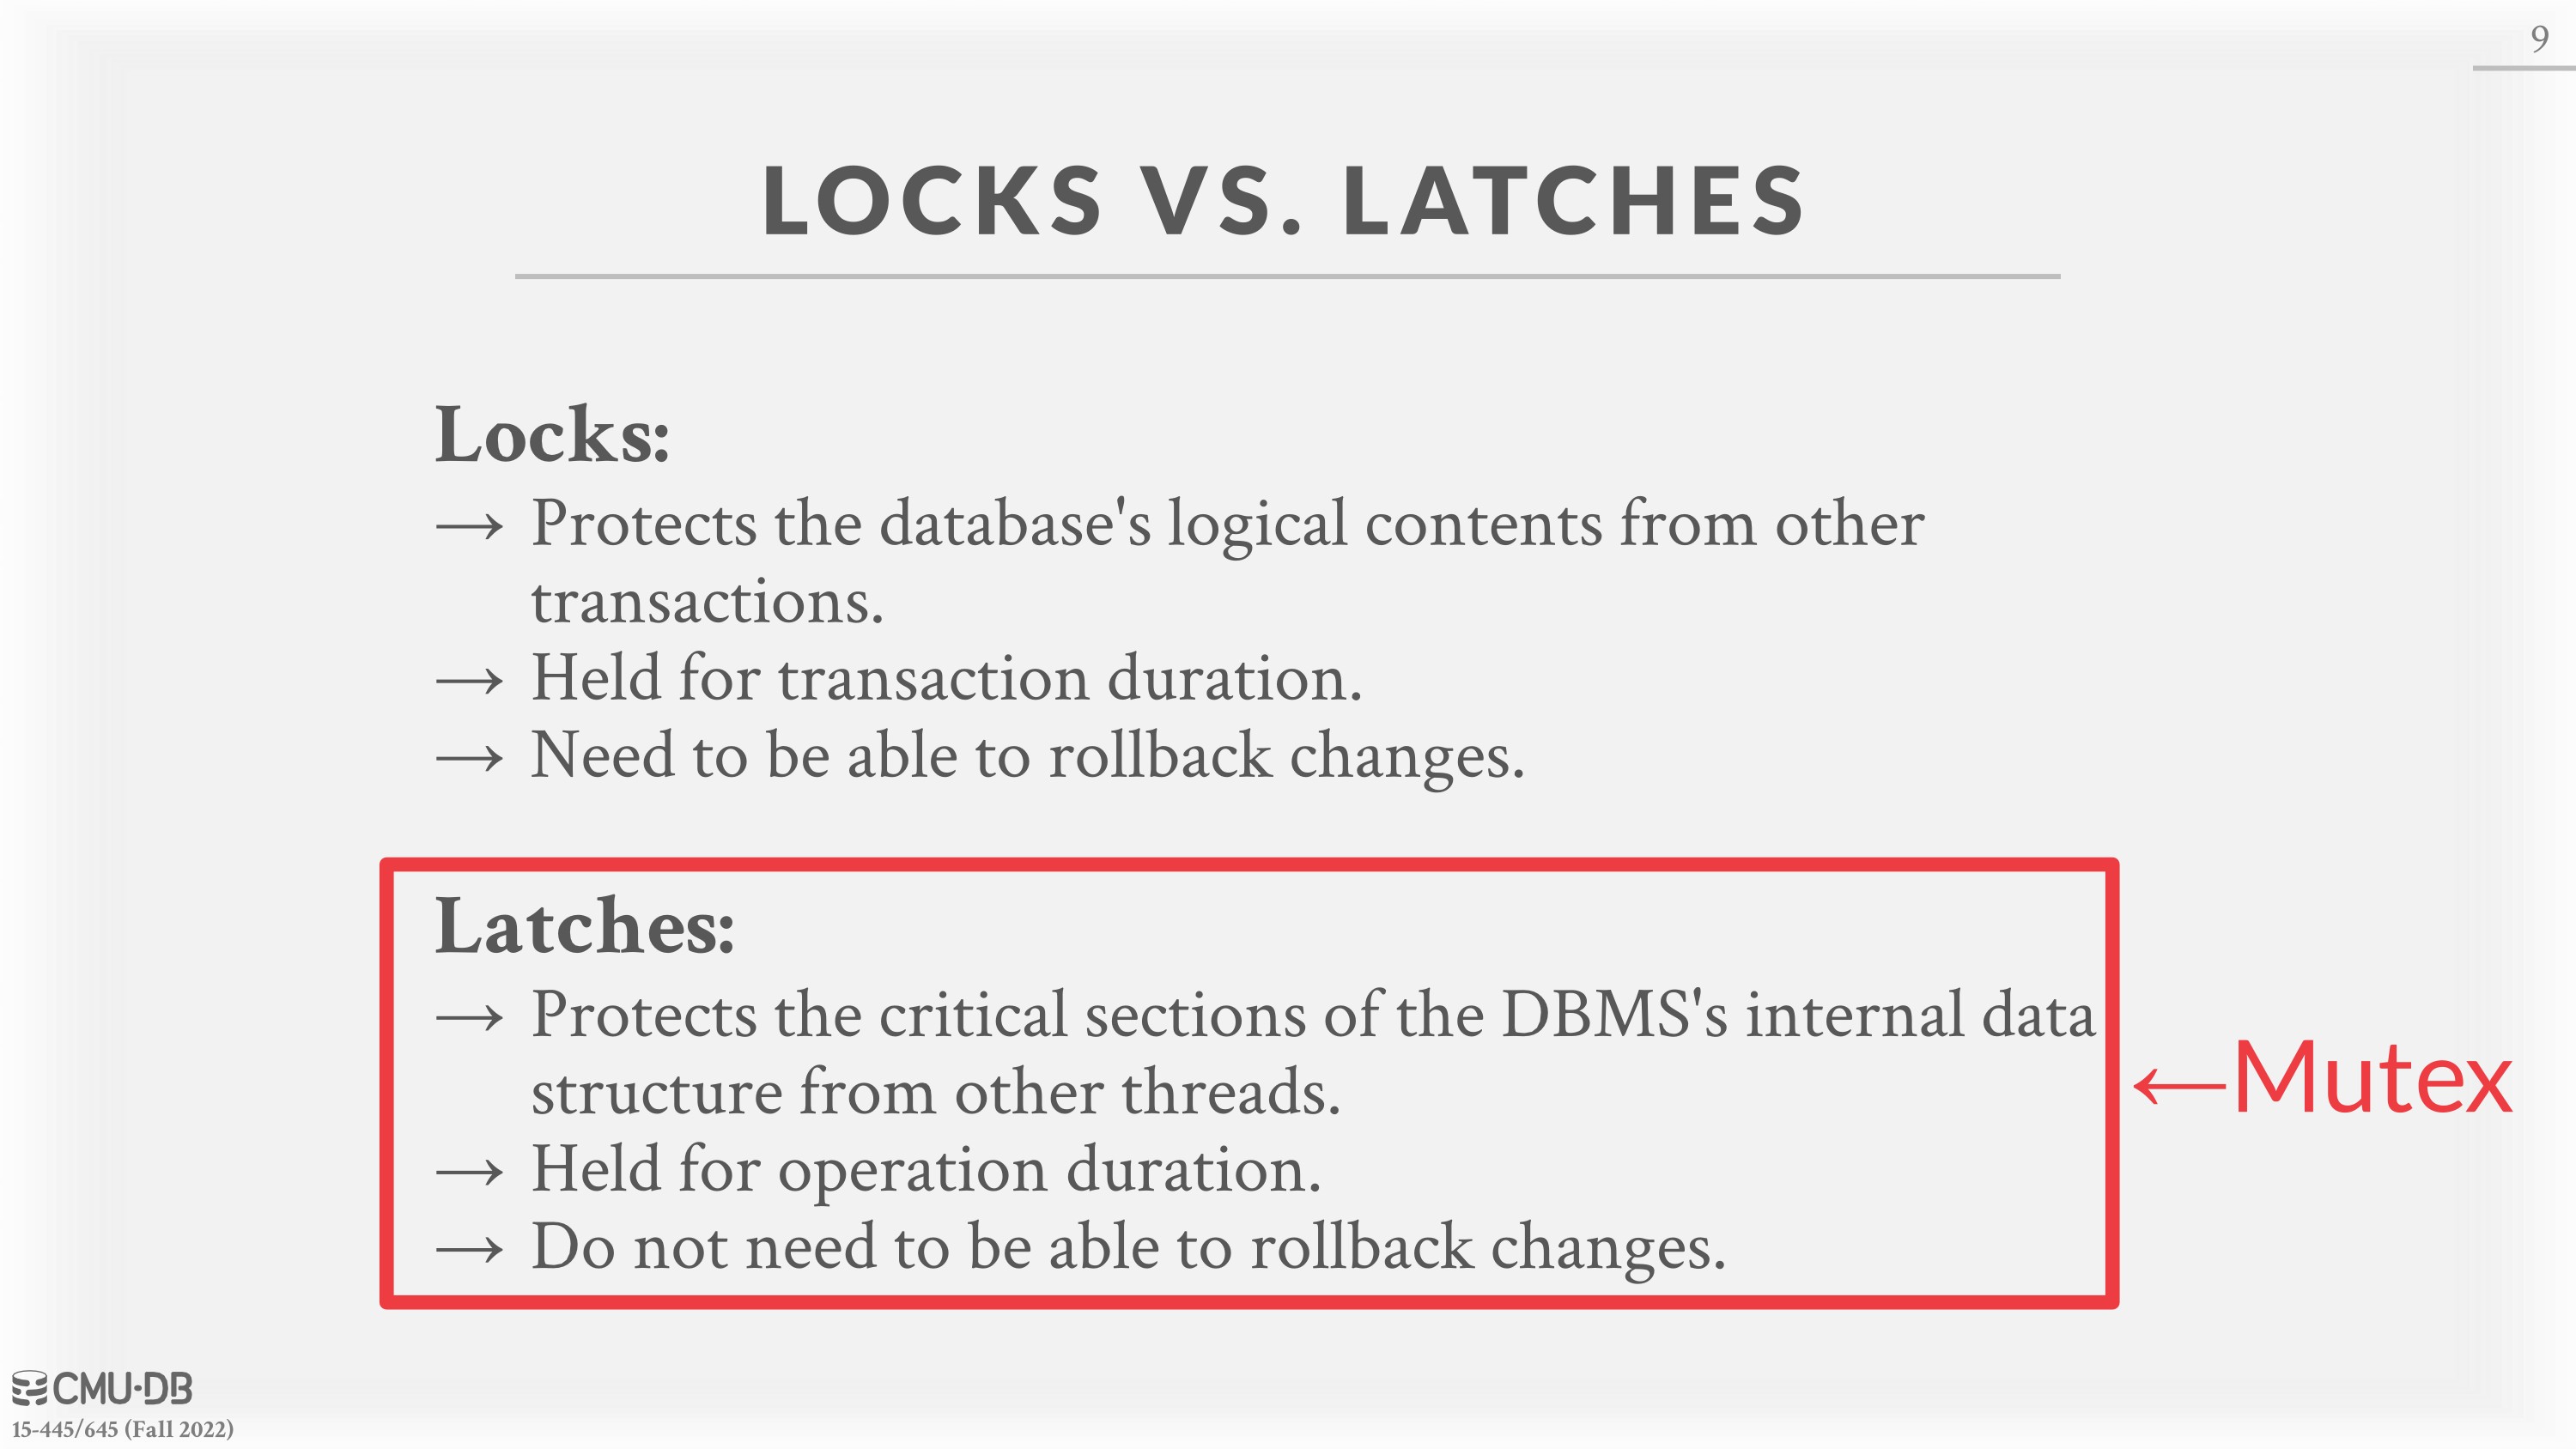 9
LOCKS VS. LATCHES
Locks:
→ Protects the database's logical contents from other
transactions.
→ Held for transaction duration.
→ Need to be able to rollback changes.
Latches:
→ Protects the critical sections of the DBMS's internal data
structure from other threads.
→ Held for operation duration.
→ Do not need to be able to rollback changes.
←Mutex
CMU·DB
15-445/645 (Fall 2022)